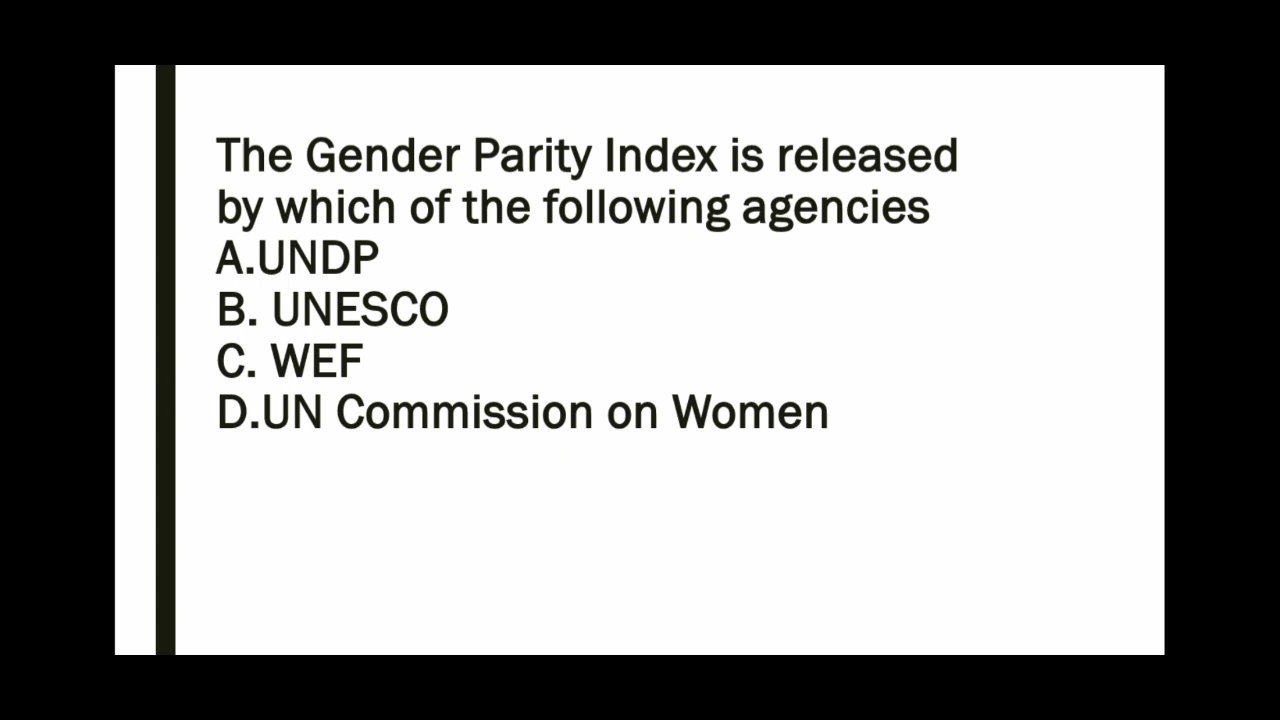 The Gender Parity Index is released
by which of the following agencies
A.UNDP
B. UNESCO
C. WEF
D.UN Commission on Women